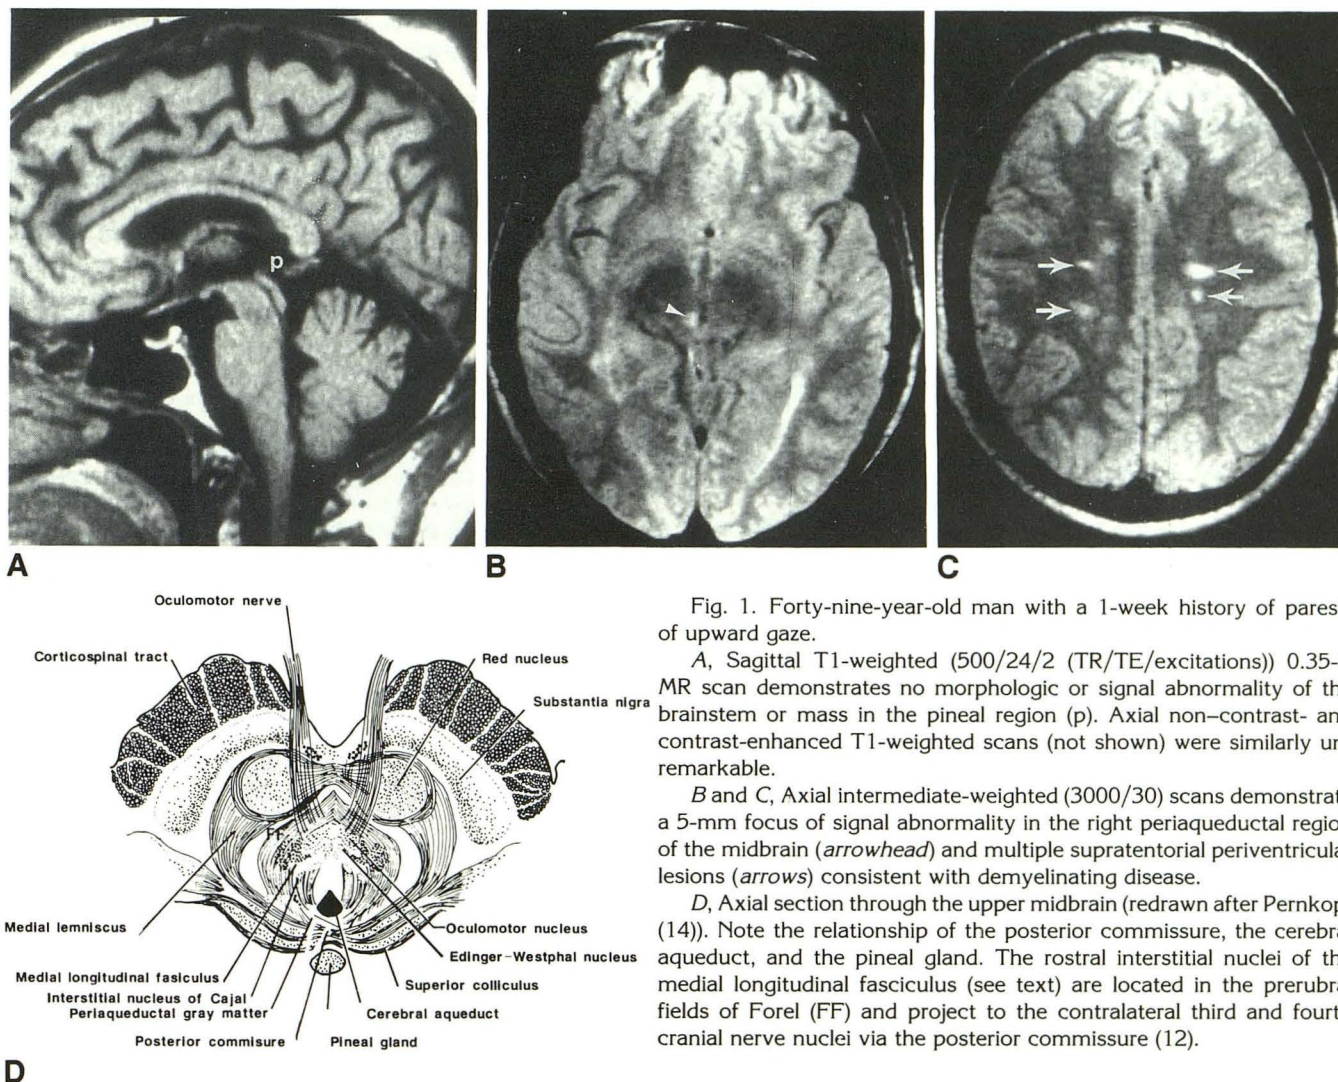 p
A
B
C
Oculomotor nerve
Corticospinal tract
Red nucleus
Substantia nigra
FF
Medial lemniscus
Oculomotor nucleus
Edinger-Westphal nucleus
Medial longitudinal fasiculus
Superior colliculus
Interstitial nucleus of Cajal
Periaqueductal gray matter
Cerebral aqueduct
Posterior commisure
Pineal gland
D
Fig. 1. Forty-nine-year-old man with a 1-week history of pares
of upward gaze.
A, Sagittal T1-weighted (500/24/2 (TR/TE/excitations)) 0.35-
MR scan demonstrates no morphologic or signal abnormality of th
brainstem or mass in the pineal region (p). Axial non–contrast- an
contrast-enhanced T1-weighted scans (not shown) were similarly un
remarkable.
B and C, Axial intermediate-weighted (3000/30) scans demonstrat
a 5-mm focus of signal abnormality in the right periaqueductal regio
of the midbrain (arrowhead) and multiple supratentorial periventricula
lesions (arrows) consistent with demyelinating disease.
D, Axial section through the upper midbrain (redrawn after Pernkop
(14)). Note the relationship of the posterior commissure, the cerebra
aqueduct, and the pineal gland. The rostral interstitial nuclei of th
medial longitudinal fasciculus (see text) are located in the prerubra
fields of Forel (FF) and project to the contralateral third and fourt
cranial nerve nuclei via the posterior commissure (12).